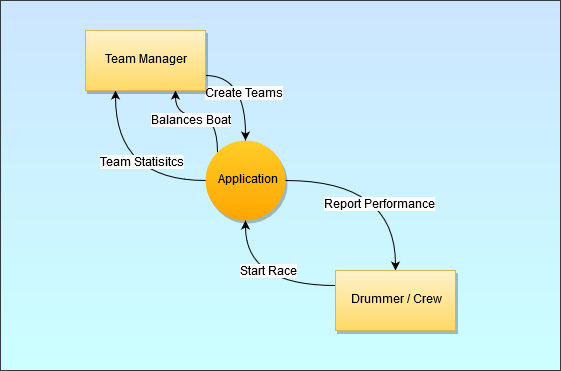 Team Manager
Create Teams
Balances Boat
Team Statisitcs
Application
Report Performance
Start Race
Drummer / Crew